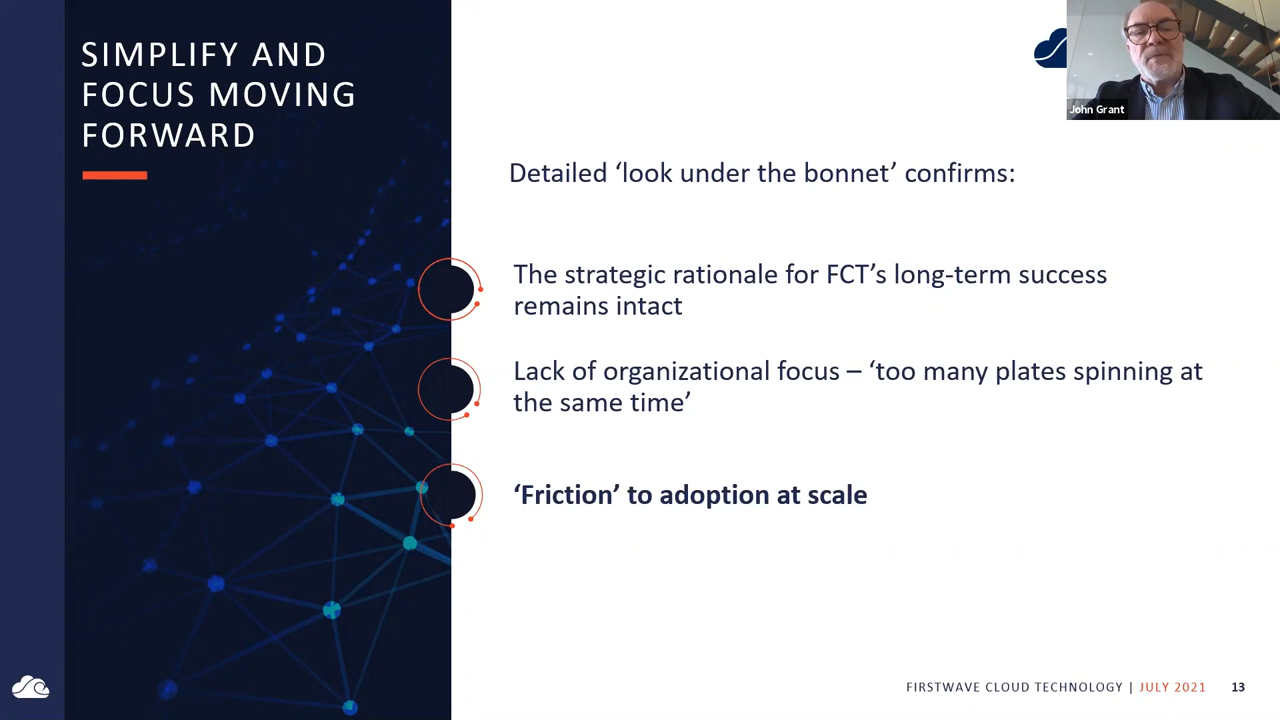 SIMPLIFY AND
FOCUS MOVING
FORWARD
John Grant
Detailed ‘look under the bonnet’ confirms:
The strategic rationale for FCT’s long-term success
remains intact
Lack of organizational focus – ‘too many plates spinning at
the same time’
‘Friction’ to adoption at scale
FIRSTWAVE CLOUD TECHNOLOGY | JULY 2021 13